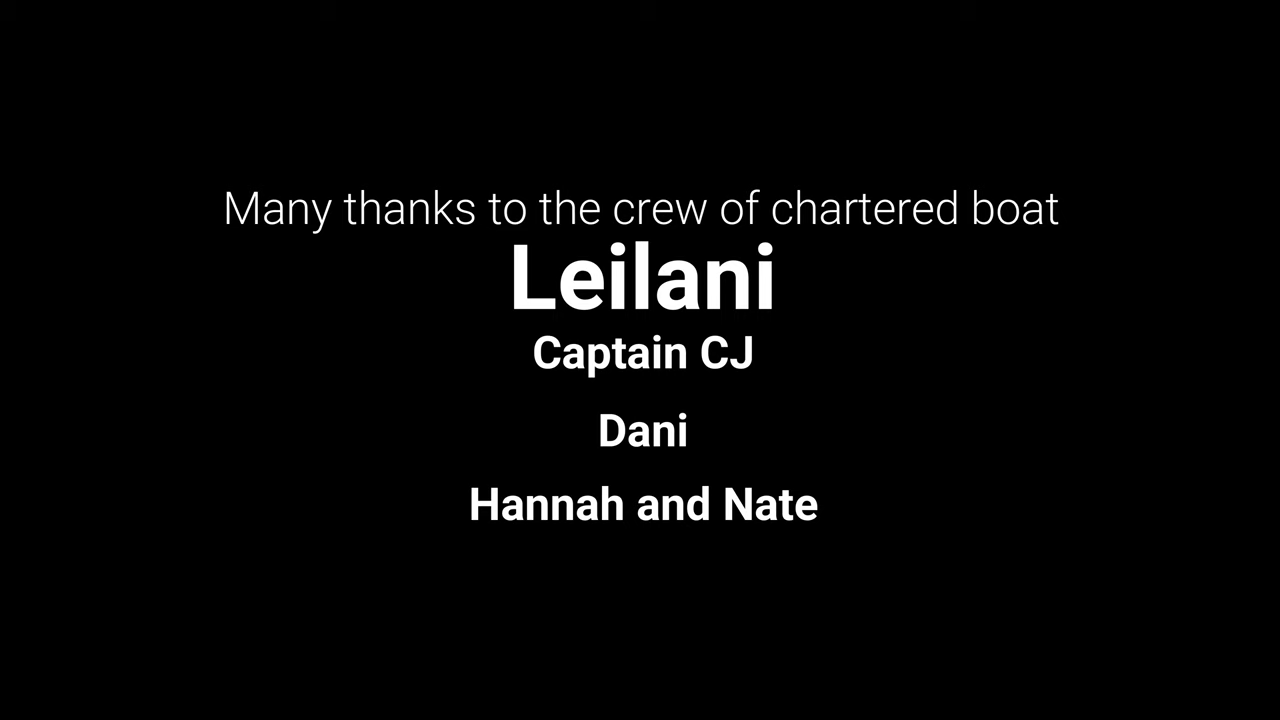 Many thanks to the crew of chartered boat
Leilani
Captain CJ
Dani
Hannah and Nate